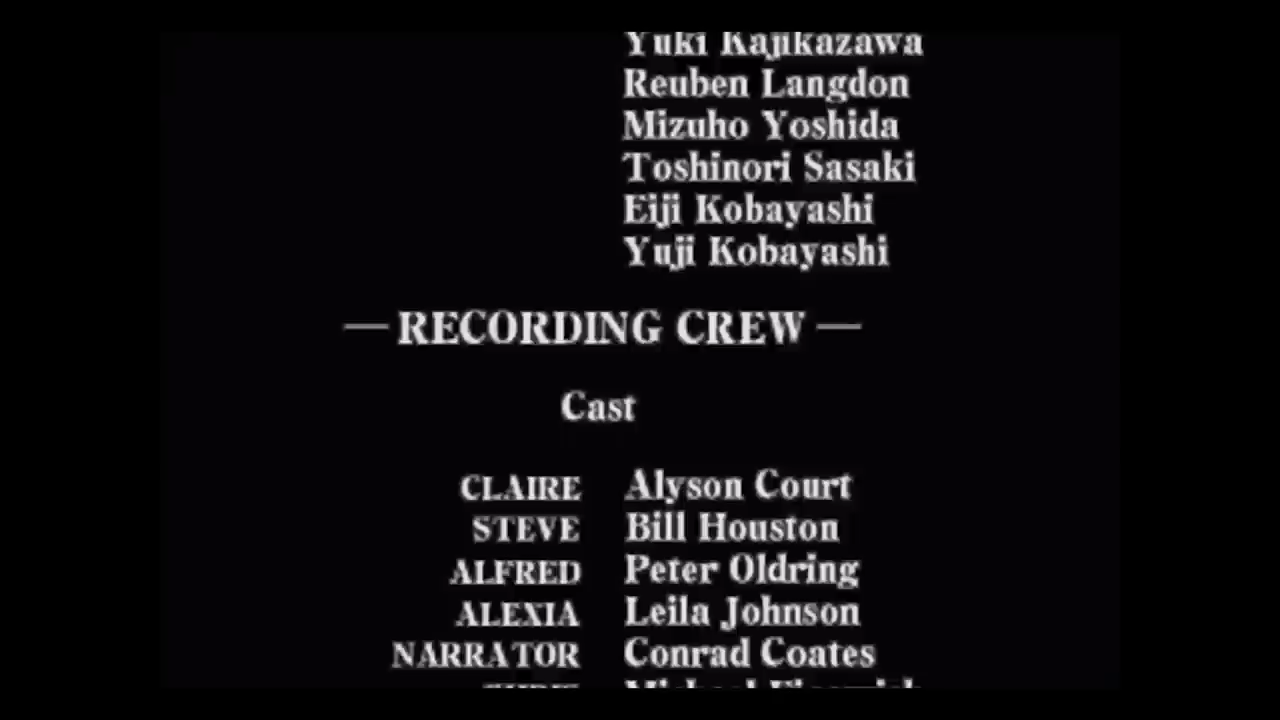 Yuki Kajikazawa
Reuben Langdon
Mizuho Yoshida
Toshinori Sasaki
Eiji Kobayashi
Yuji Kobayashi
— RECORDING CREW —
Cast
CLAIRE Alyson Court
STEVE Bill Houston
ALFRED Peter Oldring
ALEXIA Leila Johnson
NARRATOR Conrad Coates
Michael